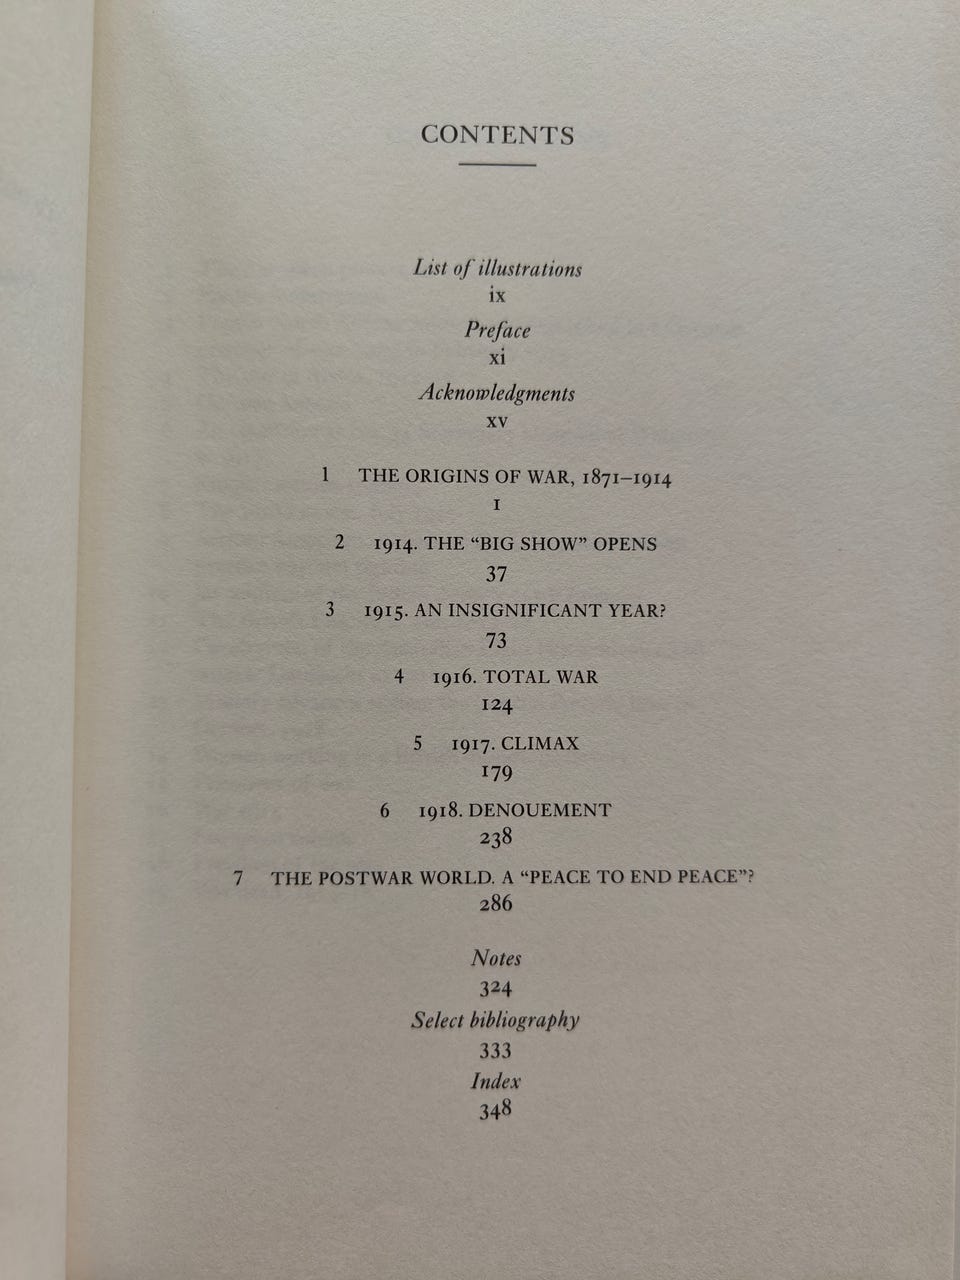 CONTENTS
List of illustrations
ix
Preface
xi
Acknowledgments
xv
1 THE ORIGINS OF WAR, 1871–1914
1
2 1914. THE “BIG SHOW” OPENS
37
3 1915. AN INSIGNIFICANT YEAR?
73
4 1916. TOTAL WAR
124
5 1917. CLIMAX
179
6 1918. DENOUEMENT
238
7 THE POSTWAR WORLD. A “PEACE TO END PEACE”?
286
Notes
324
Select bibliography
333
Index
348